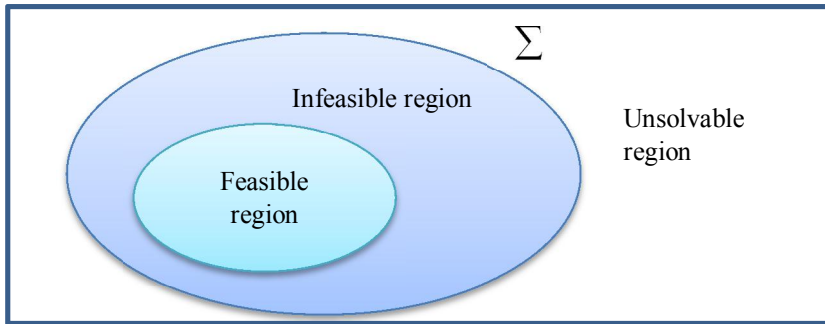 Σ
Infeasible region
Unsolvable
region
Feasible
region